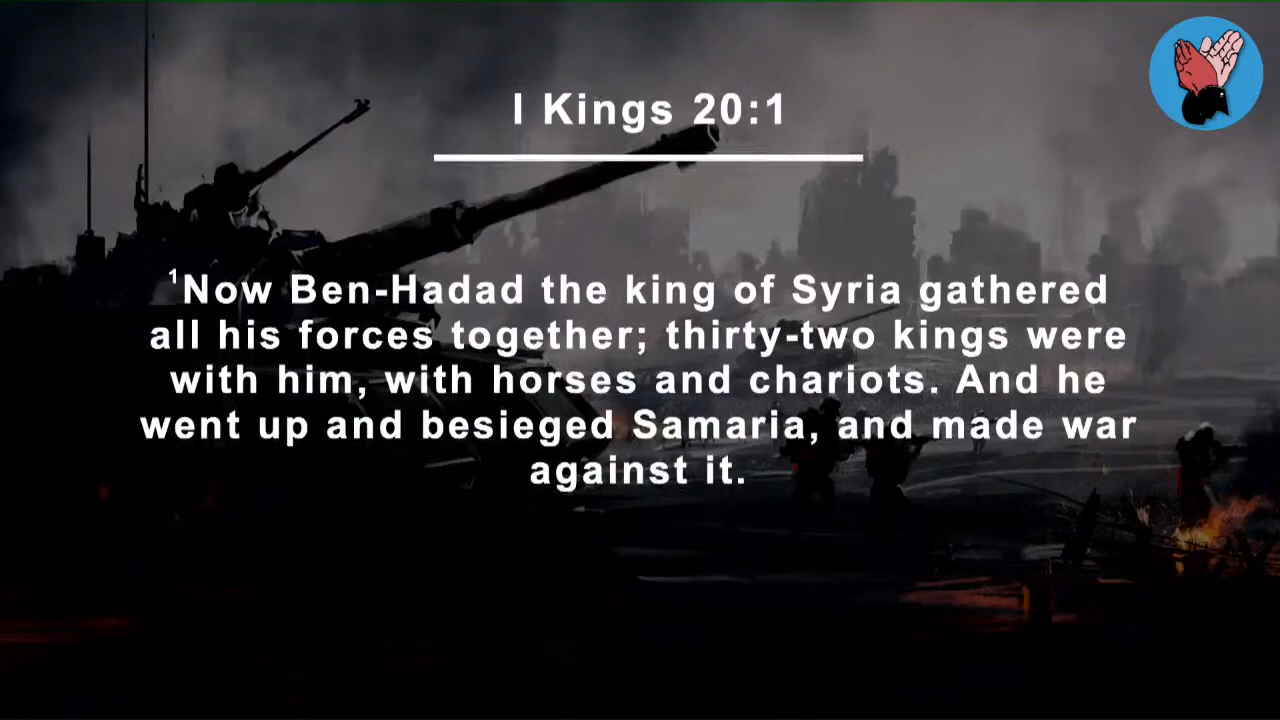 I Kings 20:1
¹Now Ben-Hadad the king of Syria gathered
all his forces together; thirty-two kings were
with him, with horses and chariots. And he
went up and besieged Samaria, and made war
against it.